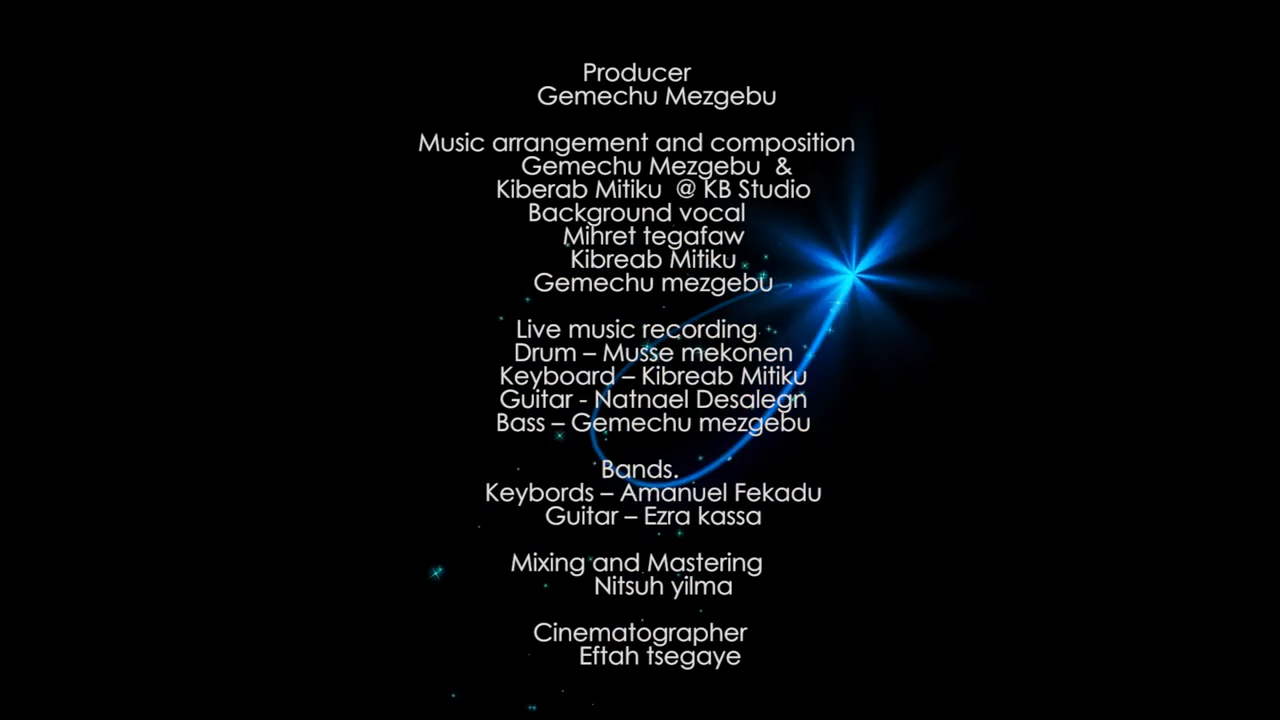 Producer
Gemechu Mezgebu
Music arrangement and composition
Gemechu Mezgebu &
Kiberab Mitiku @ KB Studio
Background vocal
Mihret tegafaw
Kibreab Mitiku
Gemechu mezgebu
Live music recording
Drum – Musse mekonen
Keyboard – Kibreab Mitiku
Guitar - Natnael Desalegn
Bass – Gemechu mezgebu
Bands.
Keybords – Amanuel Fekadu
Guitar – Ezra kassa
Mixing and Mastering
Nitsuh yilma
Cinematographer
Eftah tsegaye